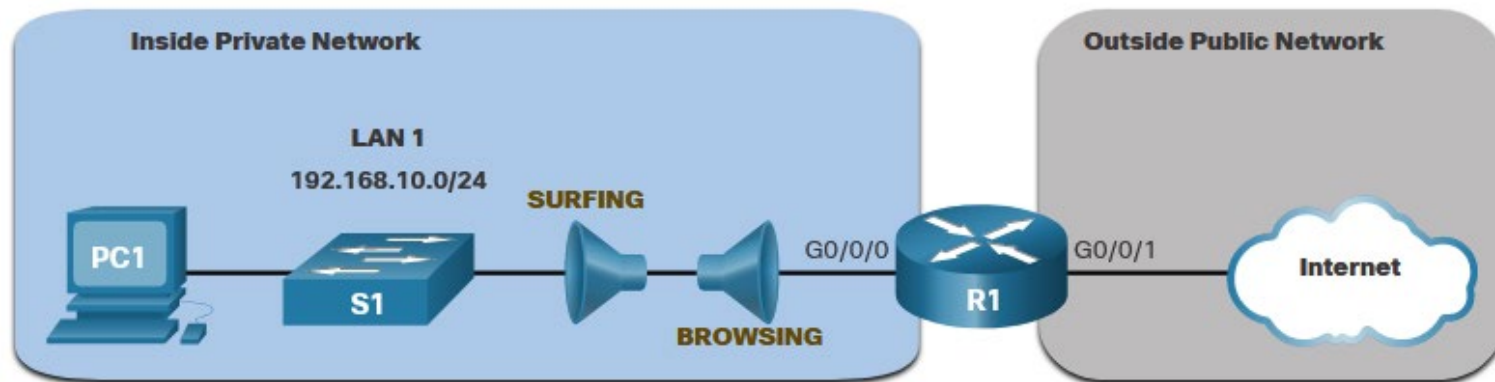 Inside Private Network
Outside Public Network
LAN 1
192.168.10.0/24
SURFING
PC1
S1
BROWSING
G0/0/0
R1
G0/0/1
Internet